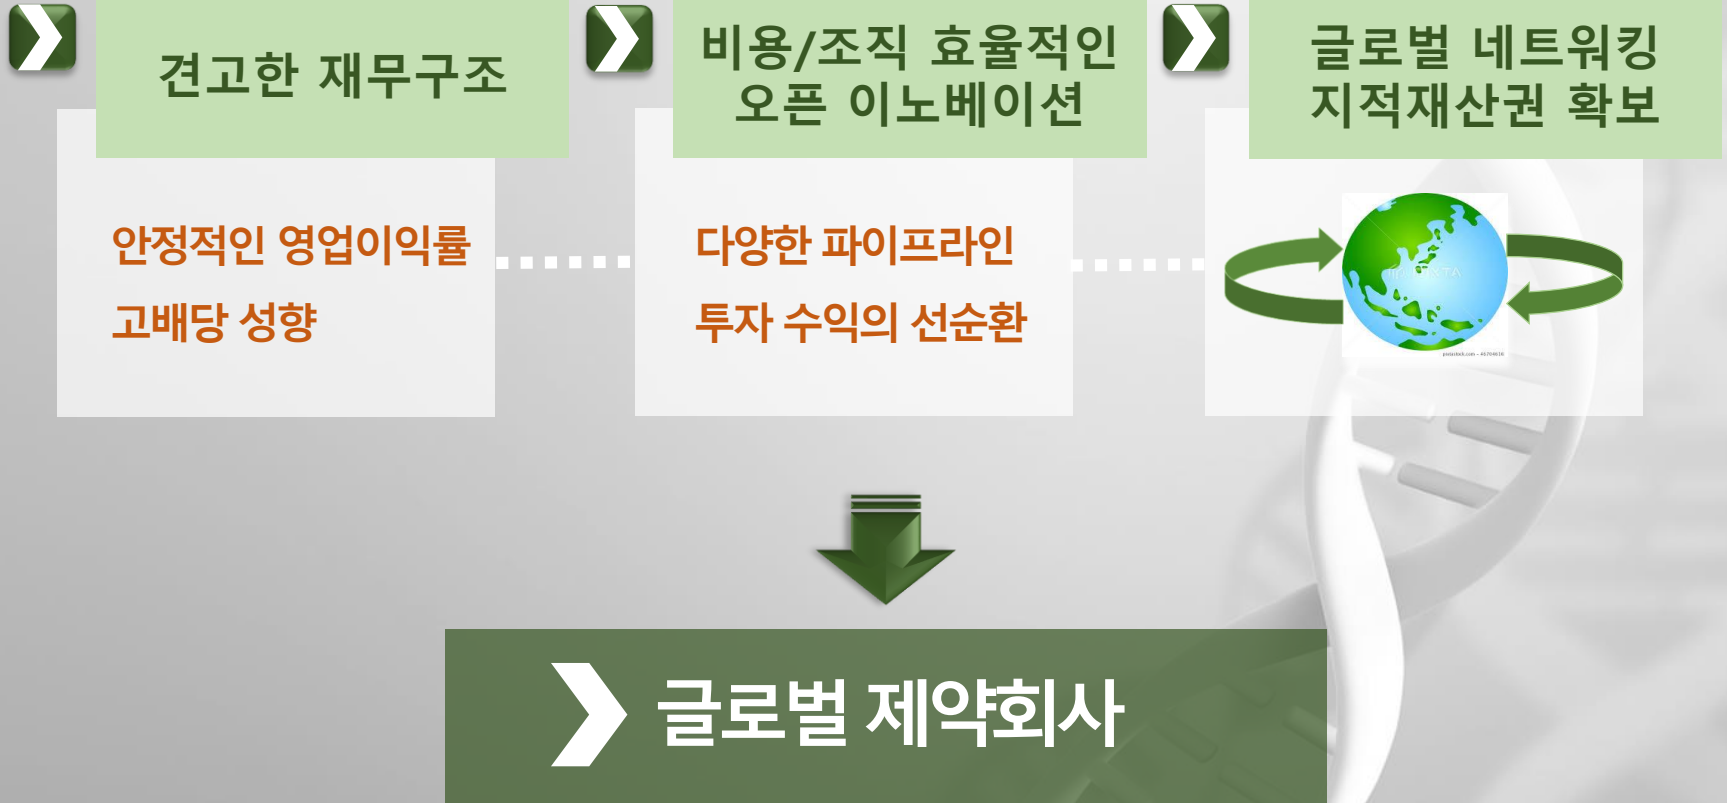 견고한 재무구조
안정적인 영업이익률
고배당 성향
비용/조직 효율적인
오픈 이노베이션
다양한 파이프라인
투자 수익의 선순환
글로벌 네트워킹
지적재산권 확보
글로벌 제약회사